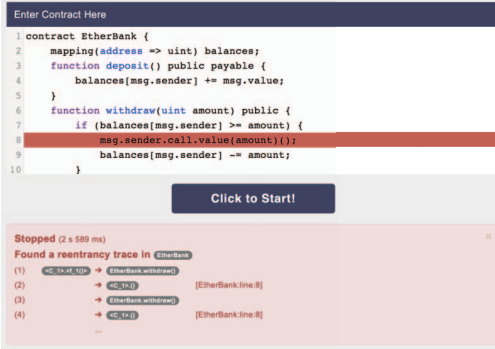 Enter Contract Here
1 contract EtherBank {
2 mapping(address => uint) balances;
3 function deposit() public payable {
4 balances[msg.sender] += msg.value;
5 }
6 function withdraw(uint amount) public {
7 if (balances[msg.sender] >= amount) {
8 msg.sender.call.value(amount)();
9 balances[msg.sender] -= amount;
10 }
Click to Start!
Stopped (2 s 589 ms) ×
Found a reentrancy trace in EtherBank
(1) <C_1>.<f_1()> → EtherBank.withdraw()
(2) → <C_1>.() [EtherBank:line:8]
(3) → EtherBank.withdraw()
(4) → <C_1>.() [EtherBank:line:8]
...